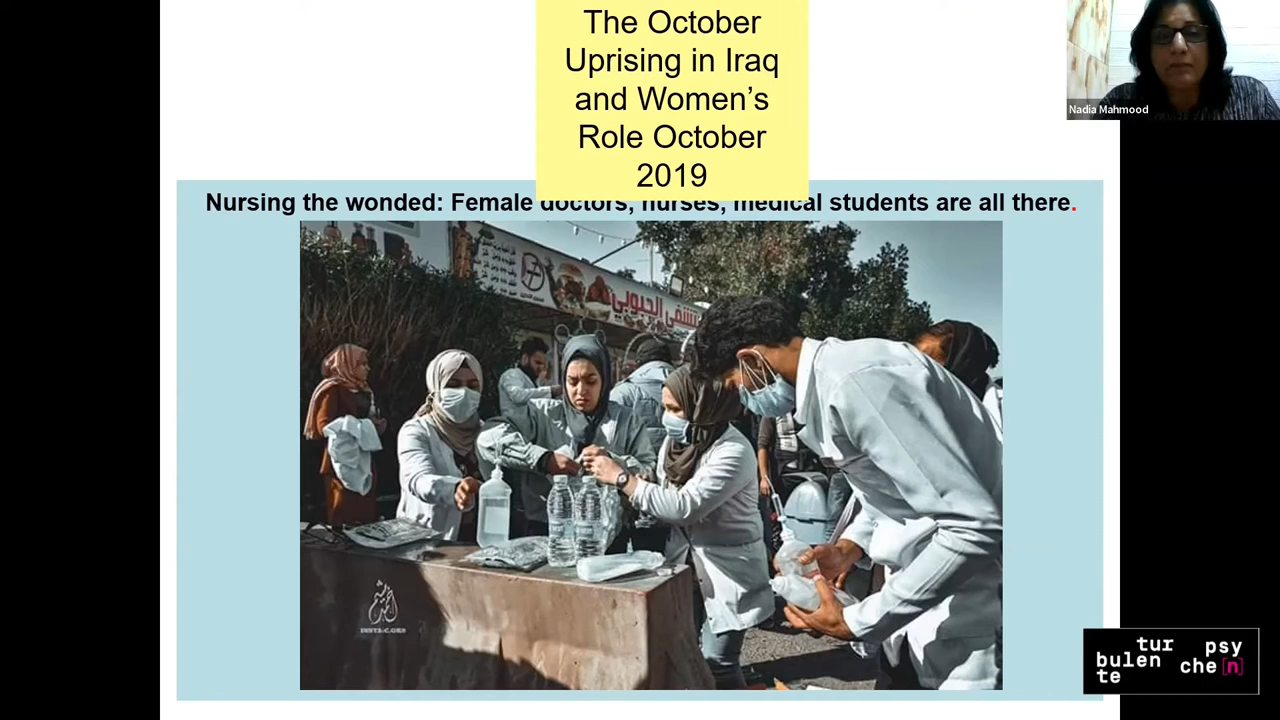 The October
Uprising in Iraq
and Women’s
Role October
2019
Nadia Mahmood
Nursing the wonded: Female doctors, nurses, medical students are all there.
الحبوبي
tur
bulen
te
psy
che[n]